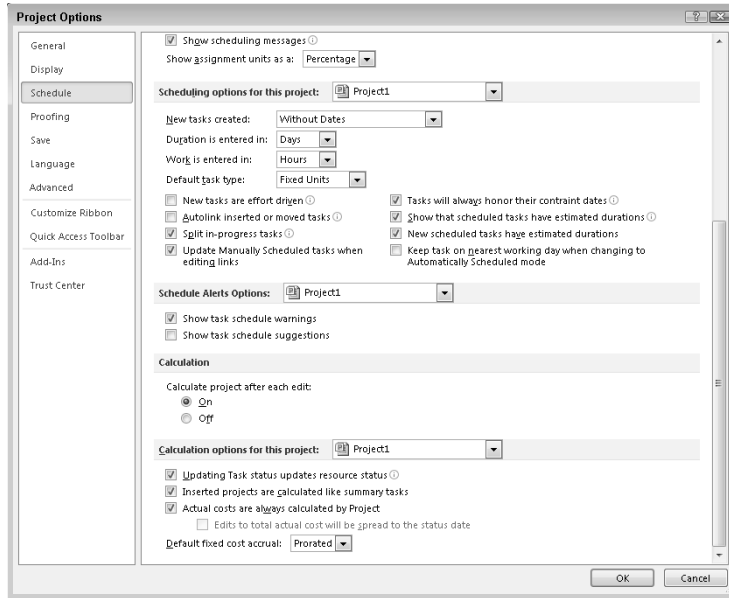 Project Options
General
Display
Schedule
Proofing
Save
Language
Advanced
Customize Ribbon
Quick Access Toolbar
Add-Ins
Trust Center
Show scheduling messages
Show assignment units as a: Percentage
Scheduling options for this project: Project1
New tasks created: Without Dates
Duration is entered in: Days
Work is entered in: Hours
Default task type: Fixed Units
New tasks are effort driven
Autolink inserted or moved tasks
Split in-progress tasks
Update Manually Scheduled tasks when
editing links
Tasks will always honor their contraint dates
Show that scheduled tasks have estimated durations
New scheduled tasks have estimated durations
Keep task on nearest working day when changing to
Automatically Scheduled mode
Schedule Alerts Options: Project1
Show task schedule warnings
Show task schedule suggestions
Calculation
Calculate project after each edit:
On
Off
Calculation options for this project: Project1
Updating Task status updates resource status
Inserted projects are calculated like summary tasks
Actual costs are always calculated by Project
Edits to total actual cost will be spread to the status date
Default fixed cost accrual: Prorated
OK Cancel